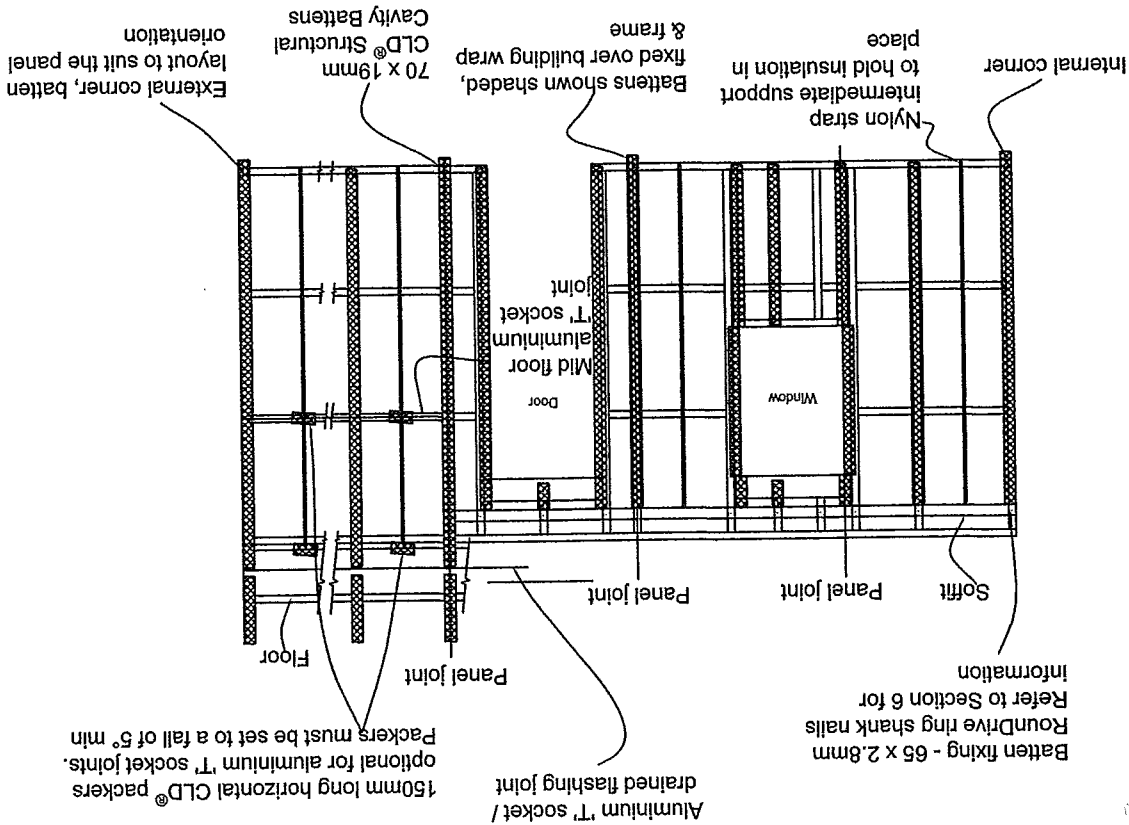 Aluminium 'T' socket /
drained flashing joint
Batten fixing - 65 x 2.8mm
RounDrive ring shank nails
Refer to Section 6 for
information
150mm long horizontal CLD® packers
optional for aluminium 'T' socket joints.
Packers must be set to a fall of 5° min
Soffit
Panel joint
Panel joint
Panel joint
Floor
Window
Door
Mid floor
aluminium
'T' socket
joint
Internal corner
Nylon strap
intermediate support
to hold insulation in
place
Battens shown shaded,
fixed over building wrap
& frame
70 x 19mm
CLD® Structural
Cavity Battens
External corner, batten
layout to suit the panel
orientation